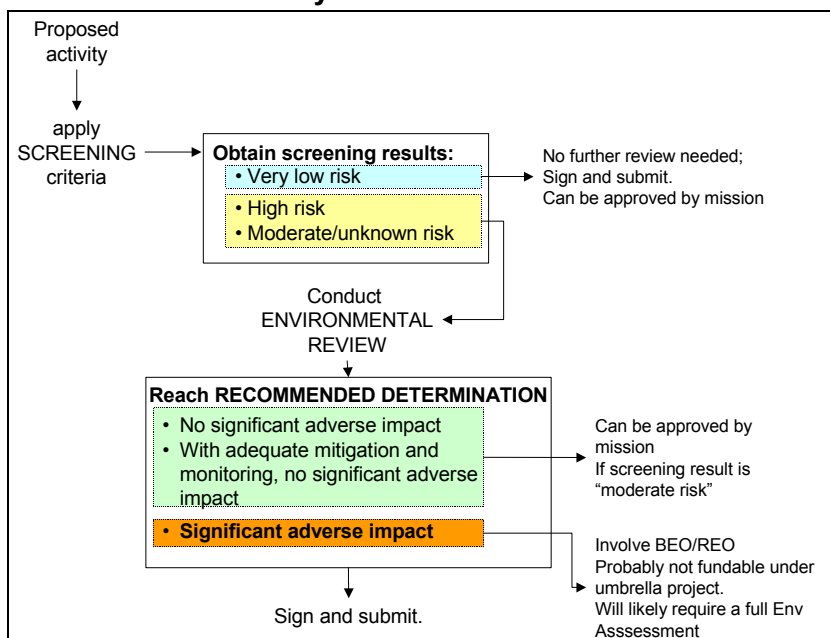 Proposed
activity
apply
SCREENING
criteria
Obtain screening results:
• Very low risk
• High risk
• Moderate/unknown risk
No further review needed;
Sign and submit.
Can be approved by mission
Conduct
ENVIRONMENTAL
REVIEW
Reach RECOMMENDED DETERMINATION
• No significant adverse impact
• With adequate mitigation and
monitoring, no significant adverse
impact
• Significant adverse impact
Can be approved by
mission
If screening result is
“moderate risk”
Involve BEO/REO
Probably not fundable under
umbrella project.
Will likely require a full Env
Asssessment
Sign and submit.